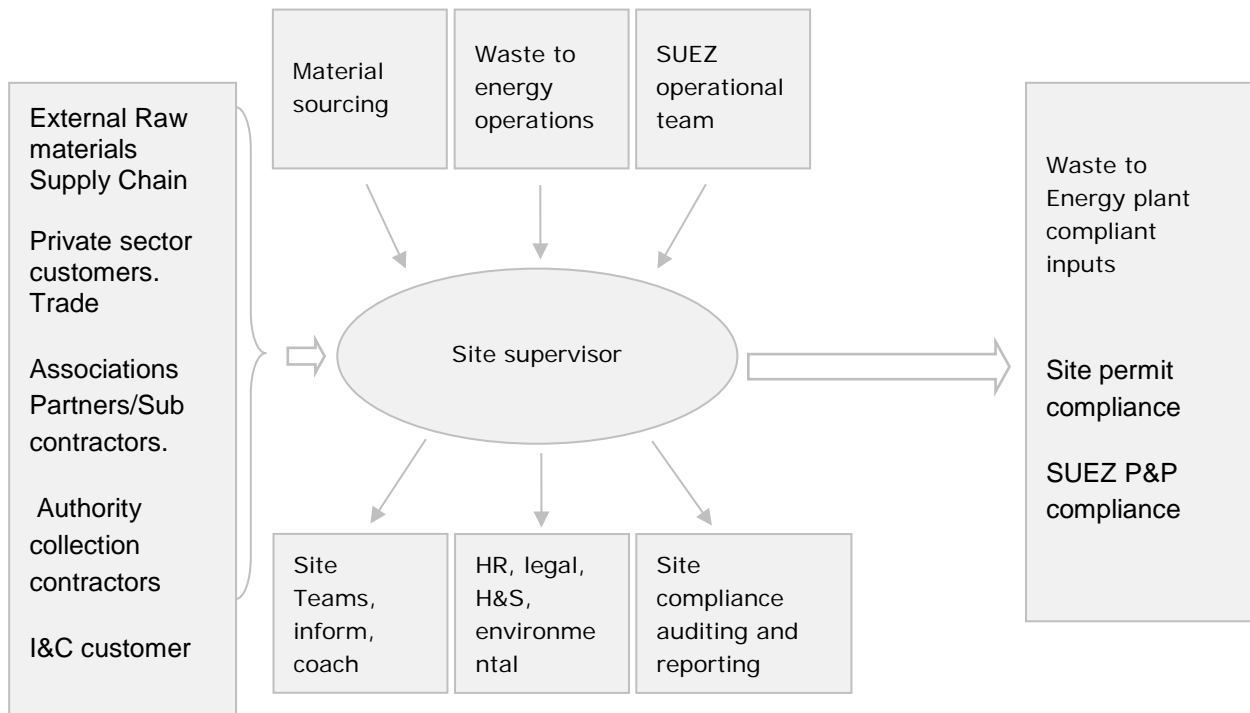 External Raw
materials
Supply Chain
Private sector
customers.
Trade
Associations
Partners/Sub
contractors.
Authority
collection
contractors
I&C customer
Material
sourcing
Waste to
energy
operations
SUEZ
operational
team
Site supervisor
Site
Teams,
inform,
coach
HR, legal,
H&S,
environme
ntal
Site
compliance
auditing and
reporting
Waste to
Energy plant
compliant
inputs
Site permit
compliance
SUEZ P&P
compliance